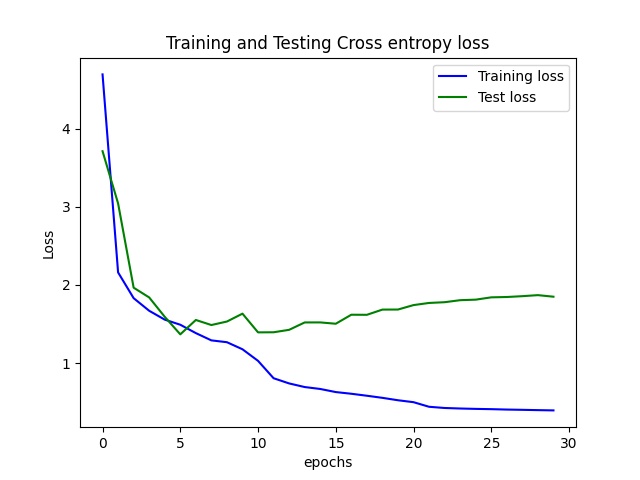 Training and Testing Cross entropy loss
Training loss
Test loss
4
3
2
1
Loss
0 5 10 15 20 25 30
epochs